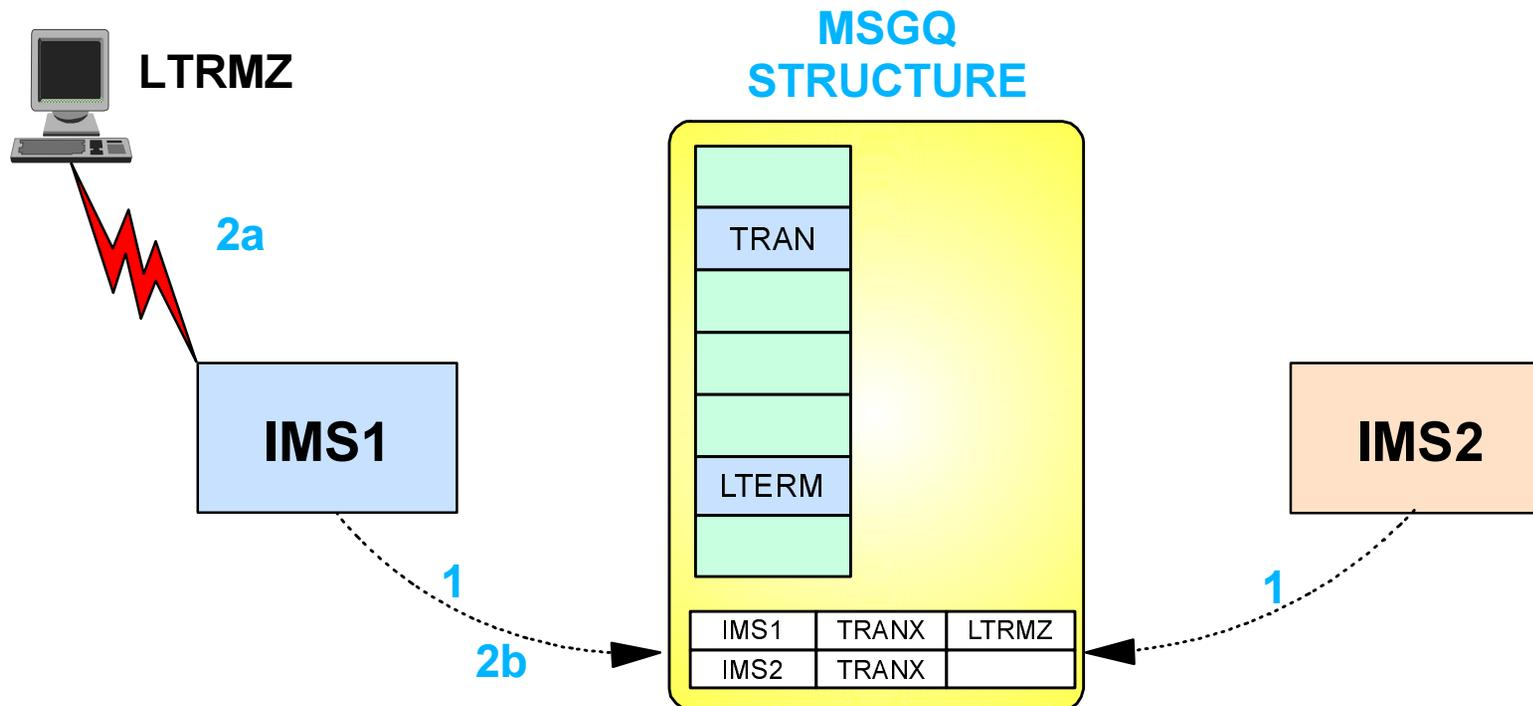 MSGQ
STRUCTURE
LTRMZ
2a
TRAN
IMS1
IMS2
LTERM
1
1
2b
IMS1 TRANX LTRMZ
IMS2 TRANX